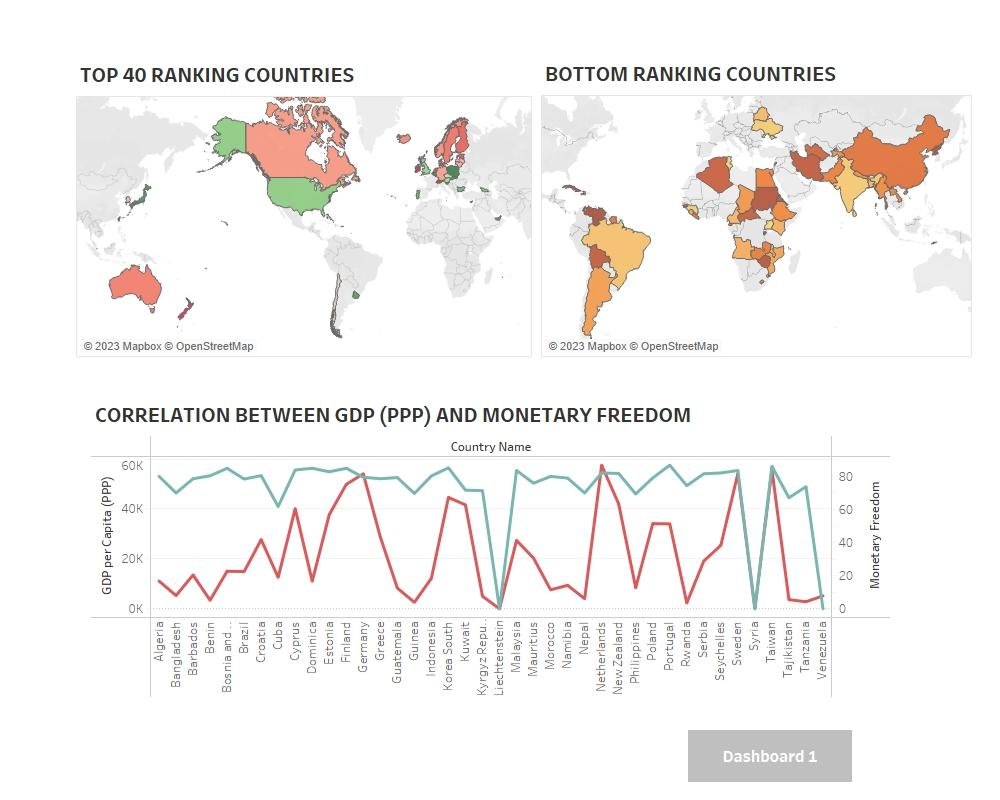 TOP 40 RANKING COUNTRIES
BOTTOM RANKING COUNTRIES
© 2023 Mapbox © OpenStreetMap
© 2023 Mapbox © OpenStreetMap
CORRELATION BETWEEN GDP (PPP) AND MONETARY FREEDOM
Country Name
60K
40K
20K
0K
GDP per Capita (PPP)
80
60
40
20
0
Monetary Freedom
Algeria
Bangladesh
Barbados
Benin
Bosnia and ..
Brazil
Croatia
Cuba
Cyprus
Dominica
Estonia
Finland
Germany
Greece
Guatemala
Guinea
Indonesia
Korea South
Kuwait
Kyrgyz Repu..
Liechtenstein
Malaysia
Mauritius
Morocco
Namibia
Nepal
Netherlands
New Zealand
Philippines
Poland
Portugal
Rwanda
Serbia
Seychelles
Sweden
Syria
Taiwan
Tajikistan
Tanzania
Venezuela
Dashboard 1